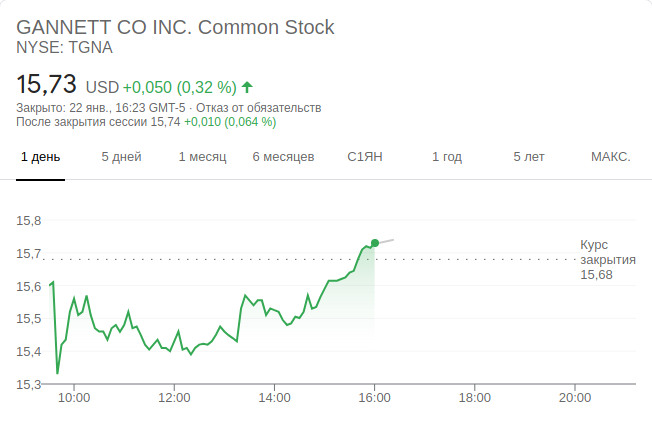 GANNETT CO INC. Common Stock
NYSE: TGNA
15,73 USD +0,050 (0,32 %)
Закрыто: 22 янв., 16:23 GMT-5 · Отказ от обязательств
После закрытия сессии 15,74 +0,010 (0,064 %)
1 день 5 дней 1 месяц 6 месяцев С1ЯН 1 год 5 лет МАКС.
15,8
15,7
15,6
15,5
15,4
15,3
Курс
закрытия
15,68
10:00 12:00 14:00 16:00 18:00 20:00